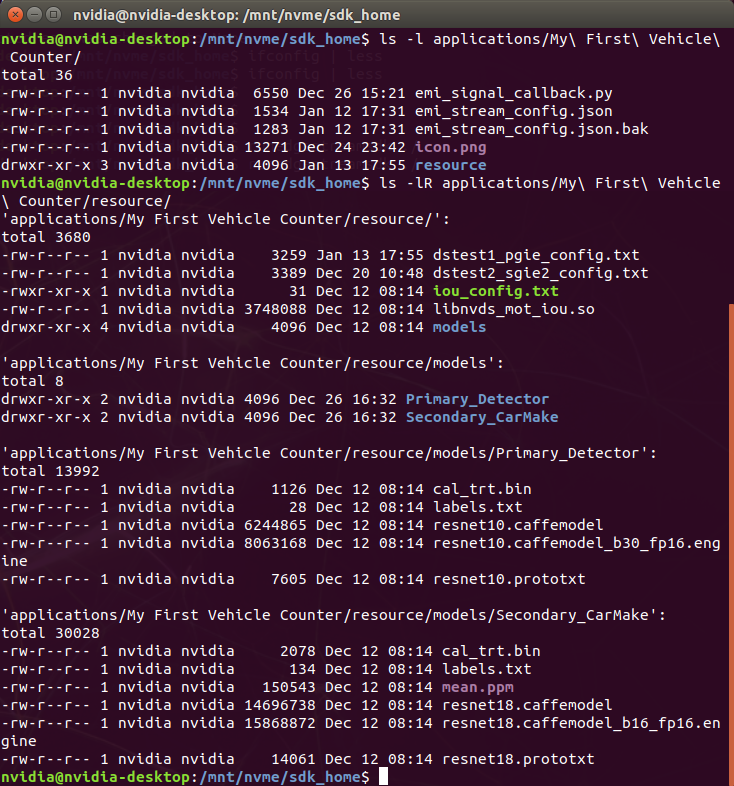 nvidia@nvidia-desktop: /mnt/nvme/sdk_home
nvidia@nvidia-desktop:/mnt/nvme/sdk_home$ ls -l applications/My\ First\ Vehicle\
 Counter/
total 36
-rw-r--r-- 1 nvidia nvidia  6550 Dec 26 15:21 emi_signal_callback.py
-rw-r--r-- 1 nvidia nvidia  1534 Jan 12 17:31 emi_stream_config.json
-rw-r--r-- 1 nvidia nvidia  1283 Jan 12 17:31 emi_stream_config.json.bak
-rw-r--r-- 1 nvidia nvidia 13271 Dec 24 23:42 icon.png
drwxr-xr-x 3 nvidia nvidia  4096 Jan 13 17:55 resource
nvidia@nvidia-desktop:/mnt/nvme/sdk_home$ ls -lR applications/My\ First\ Vehicle
\ Counter/resource/
'applications/My First Vehicle Counter/resource/':
total 3680
-rw-r--r-- 1 nvidia nvidia    3259 Jan 13 17:55 dstest1_pgie_config.txt
-rw-r--r-- 1 nvidia nvidia    3389 Dec 20 10:48 dstest2_sgie2_config.txt
-rwxr-xr-x 1 nvidia nvidia      31 Dec 12 08:14 iou_config.txt
-rw-r--r-- 1 nvidia nvidia 3748088 Dec 12 08:14 libnvds_mot_iou.so
drwxr-xr-x 4 nvidia nvidia    4096 Dec 12 08:14 models

'applications/My First Vehicle Counter/resource/models':
total 8
drwxr-xr-x 2 nvidia nvidia 4096 Dec 26 16:32 Primary_Detector
drwxr-xr-x 2 nvidia nvidia 4096 Dec 26 16:32 Secondary_CarMake

'applications/My First Vehicle Counter/resource/models/Primary_Detector':
total 13992
-rw-r--r-- 1 nvidia nvidia    1126 Dec 12 08:14 cal_trt.bin
-rw-r--r-- 1 nvidia nvidia      28 Dec 12 08:14 labels.txt
-rw-r--r-- 1 nvidia nvidia 6244865 Dec 12 08:14 resnet10.caffemodel
-rw-r--r-- 1 nvidia nvidia 8063168 Dec 12 08:14 resnet10.caffemodel_b30_fp16.eng
ine
-rw-r--r-- 1 nvidia nvidia    7605 Dec 12 08:14 resnet10.prototxt

'applications/My First Vehicle Counter/resource/models/Secondary_CarMake':
total 30028
-rw-r--r-- 1 nvidia nvidia     2078 Dec 12 08:14 cal_trt.bin
-rw-r--r-- 1 nvidia nvidia      134 Dec 12 08:14 labels.txt
-rw-r--r-- 1 nvidia nvidia   150543 Dec 12 08:14 mean.ppm
-rw-r--r-- 1 nvidia nvidia 14696738 Dec 12 08:14 resnet18.caffemodel
-rw-r--r-- 1 nvidia nvidia 15868872 Dec 12 08:14 resnet18.caffemodel_b16_fp16.en
gine
-rw-r--r-- 1 nvidia nvidia    14061 Dec 12 08:14 resnet18.prototxt
nvidia@nvidia-desktop:/mnt/nvme/sdk_home$